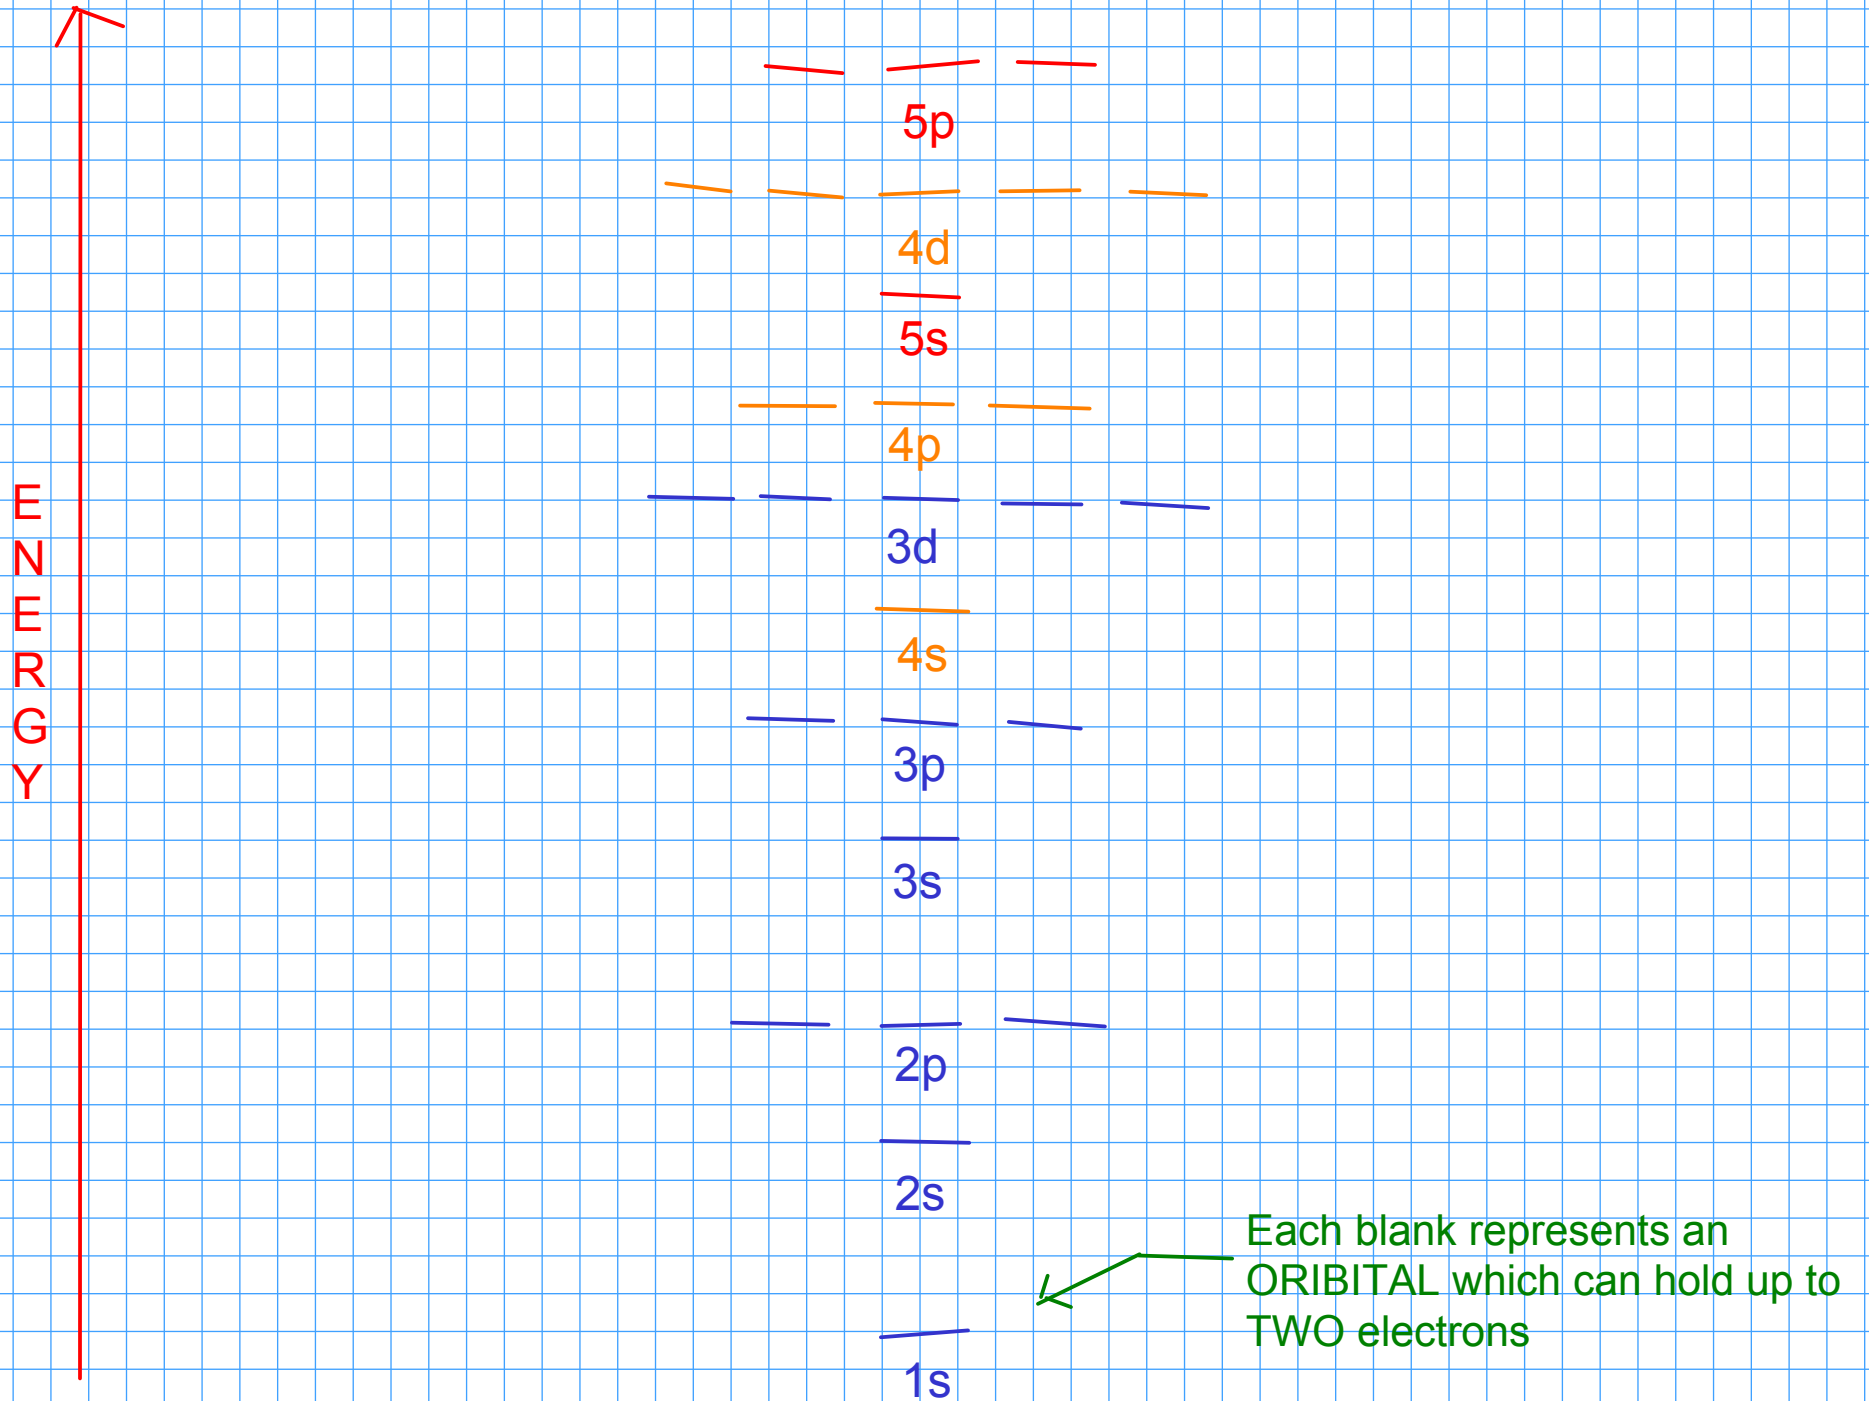 5p
4d
5s
4p
E
N
E
R
G
Y
3d
4s
3p
3s
2p
2s
Each blank represents an
ORIBITAL which can hold up to
TWO electrons
1s